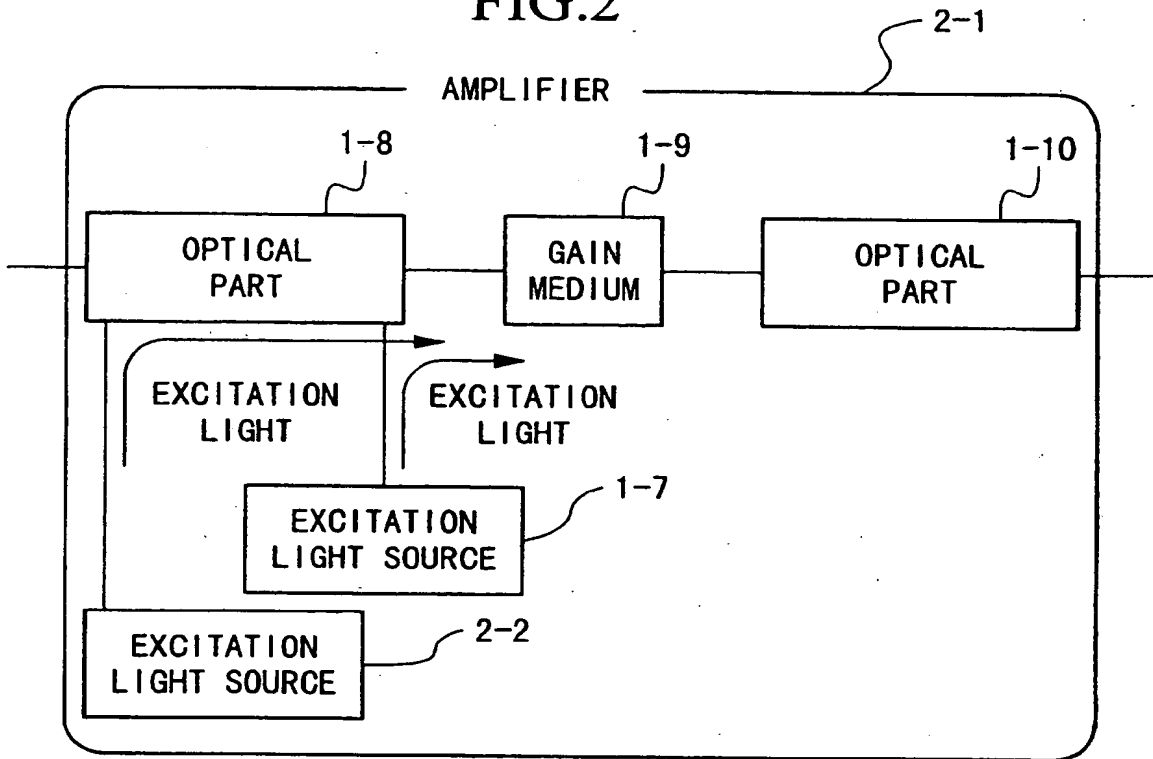 FIG.2
2-1
AMPLIFIER
1-8
1-9
1-10
OPTICAL
PART
GAIN
MEDIUM
OPTICAL
PART
EXCITATION
LIGHT
EXCITATION
LIGHT
1-7
EXCITATION
LIGHT SOURCE
2-2
EXCITATION
LIGHT SOURCE